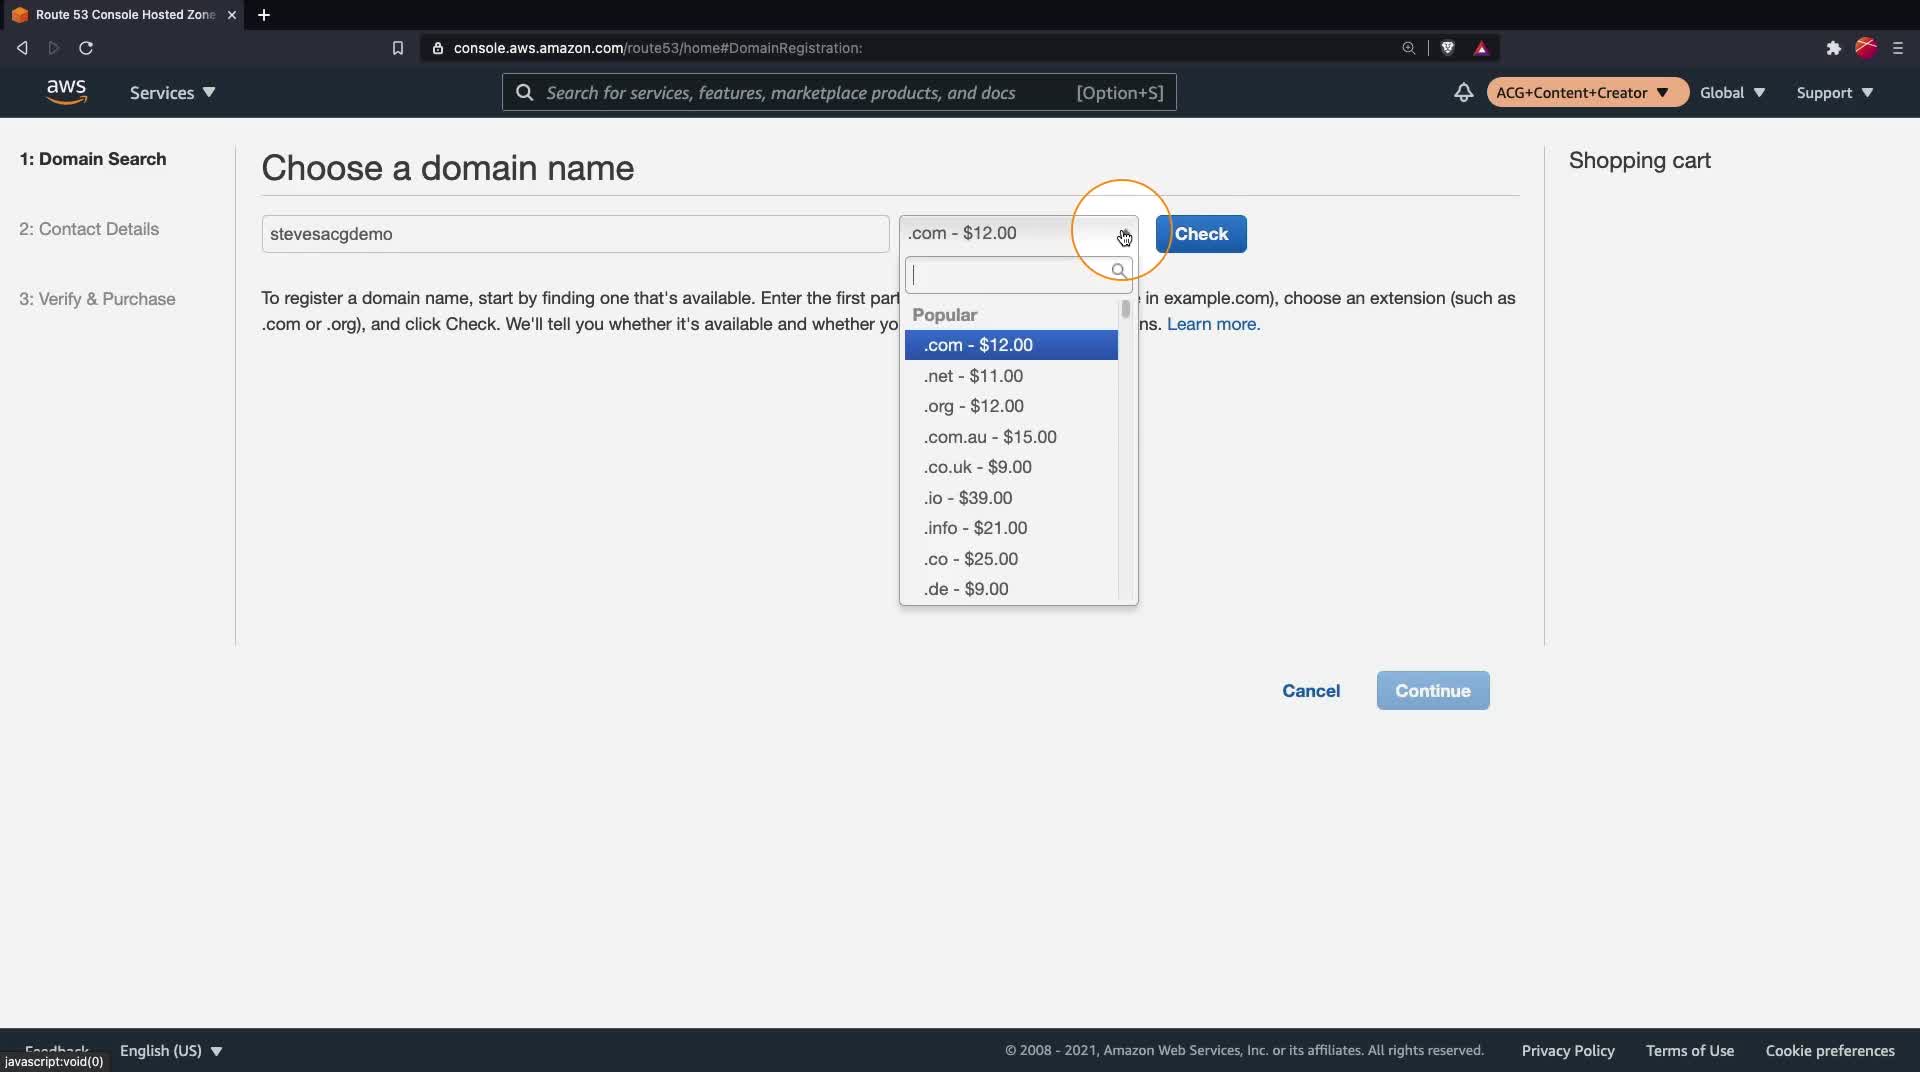 Route 53 Console Hosted Zone
console.aws.amazon.com/route53/home#DomainRegistration:
aws
Services
Search for services, features, marketplace products, and docs [Option+S]
ACG+Content+Creator
Global
Support
1: Domain Search
2: Contact Details
3: Verify & Purchase
Choose a domain name
stevesacgdemo
.com - $12.00
Check
To register a domain name, start by finding one that's available. Enter the first part in example.com), choose an extension (such as
.com or .org), and click Check. We'll tell you whether it's available and whether yo ns. Learn more.
Popular
.com - $12.00
.net - $11.00
.org - $12.00
.com.au - $15.00
.co.uk - $9.00
.io - $39.00
.info - $21.00
.co - $25.00
.de - $9.00
Shopping cart
Cancel
Continue
Feedback
English (US)
javascript:void(0)
© 2008 - 2021, Amazon Web Services, Inc. or its affiliates. All rights reserved.
Privacy Policy
Terms of Use
Cookie preferences